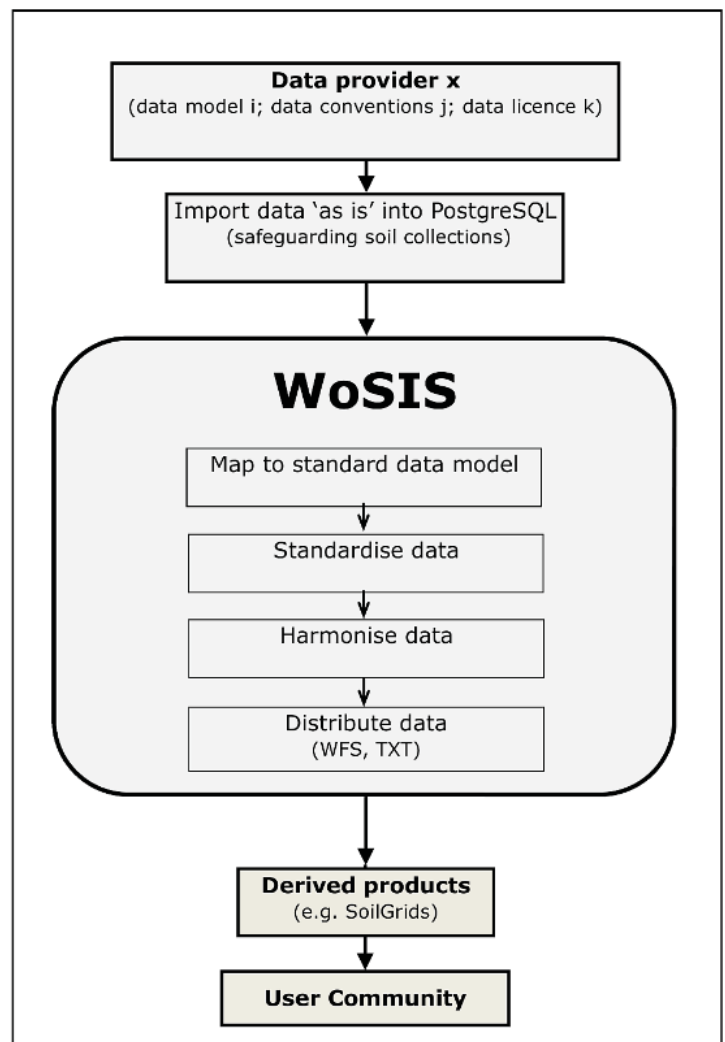 Data provider x
(data model i; data conventions j; data licence k)
Import data ‘as is’ into PostgreSQL
(safeguarding soil collections)
WoSIS
Map to standard data model
Standardise data
Harmonise data
Distribute data
(WFS, TXT)
Derived products
(e.g. SoilGrids)
User Community